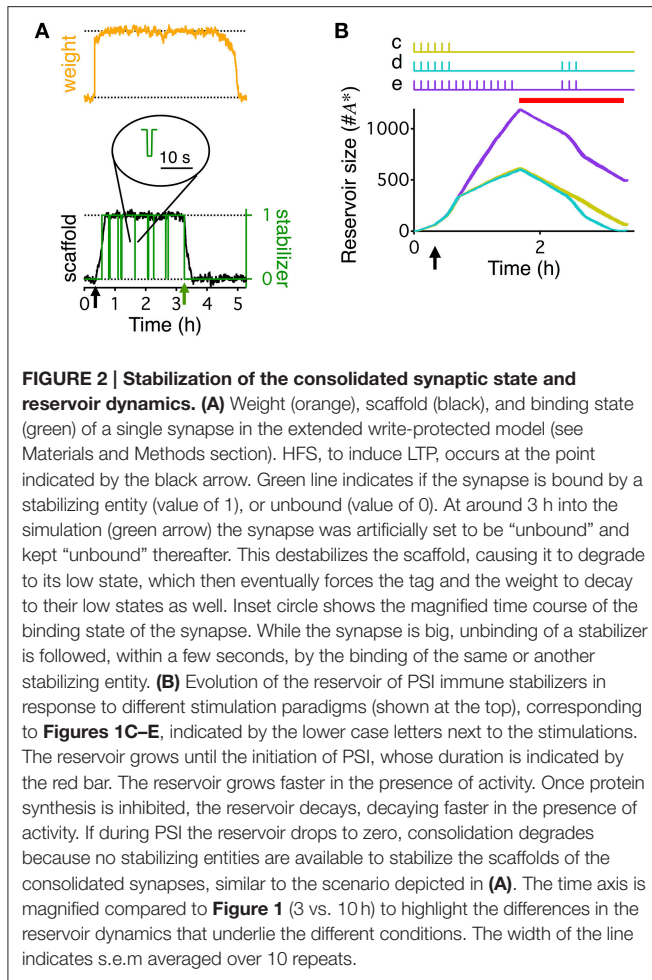 A
weight
10 s
scaffold
1
stabilizer
0
0 1 2 3 4 5
Time (h)
B
c
d
e
Reservoir size (#A*)
1000
500
0
0 2
Time (h)
FIGURE 2 | Stabilization of the consolidated synaptic state and
reservoir dynamics. (A) Weight (orange), scaffold (black), and binding state
(green) of a single synapse in the extended write-protected model (see
Materials and Methods section). HFS, to induce LTP, occurs at the point
indicated by the black arrow. Green line indicates if the synapse is bound by a
stabilizing entity (value of 1), or unbound (value of 0). At around 3 h into the
simulation (green arrow) the synapse was artificially set to be “unbound” and
kept “unbound” thereafter. This destabilizes the scaffold, causing it to degrade
to its low state, which then eventually forces the tag and the weight to decay
to their low states as well. Inset circle shows the magnified time course of the
binding state of the synapse. While the synapse is big, unbinding of a stabilizer
is followed, within a few seconds, by the binding of the same or another
stabilizing entity. (B) Evolution of the reservoir of PSI immune stabilizers in
response to different stimulation paradigms (shown at the top), corresponding
to Figures 1C–E, indicated by the lower case letters next to the stimulations.
The reservoir grows until the initiation of PSI, whose duration is indicated by
the red bar. The reservoir grows faster in the presence of activity. Once protein
synthesis is inhibited, the reservoir decays, decaying faster in the presence of
activity. If during PSI the reservoir drops to zero, consolidation degrades
because no stabilizing entities are available to stabilize the scaffolds of the
consolidated synapses, similar to the scenario depicted in (A). The time axis is
magnified compared to Figure 1 (3 vs. 10 h) to highlight the differences in the
reservoir dynamics that underlie the different conditions. The width of the line
indicates s.e.m averaged over 10 repeats.